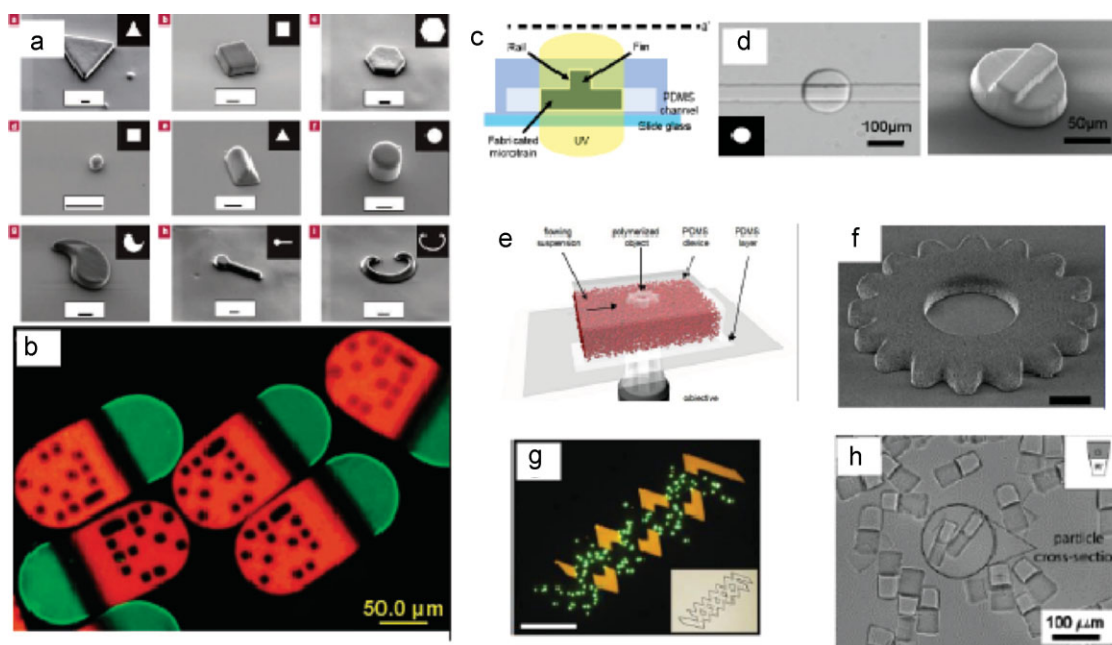 a
b
c
a
b
c
d
e
f
g
h
i
50.0 µm
c
Rail
Fin
PDMS
channel
Slide glass
Fabricated
microtrain
UV
d
100µm
50µm
e
flowing
suspension
polymerized
object
PDMS
device
PDMS
layer
objective
f
g
h
particle
cross-section
100 µm